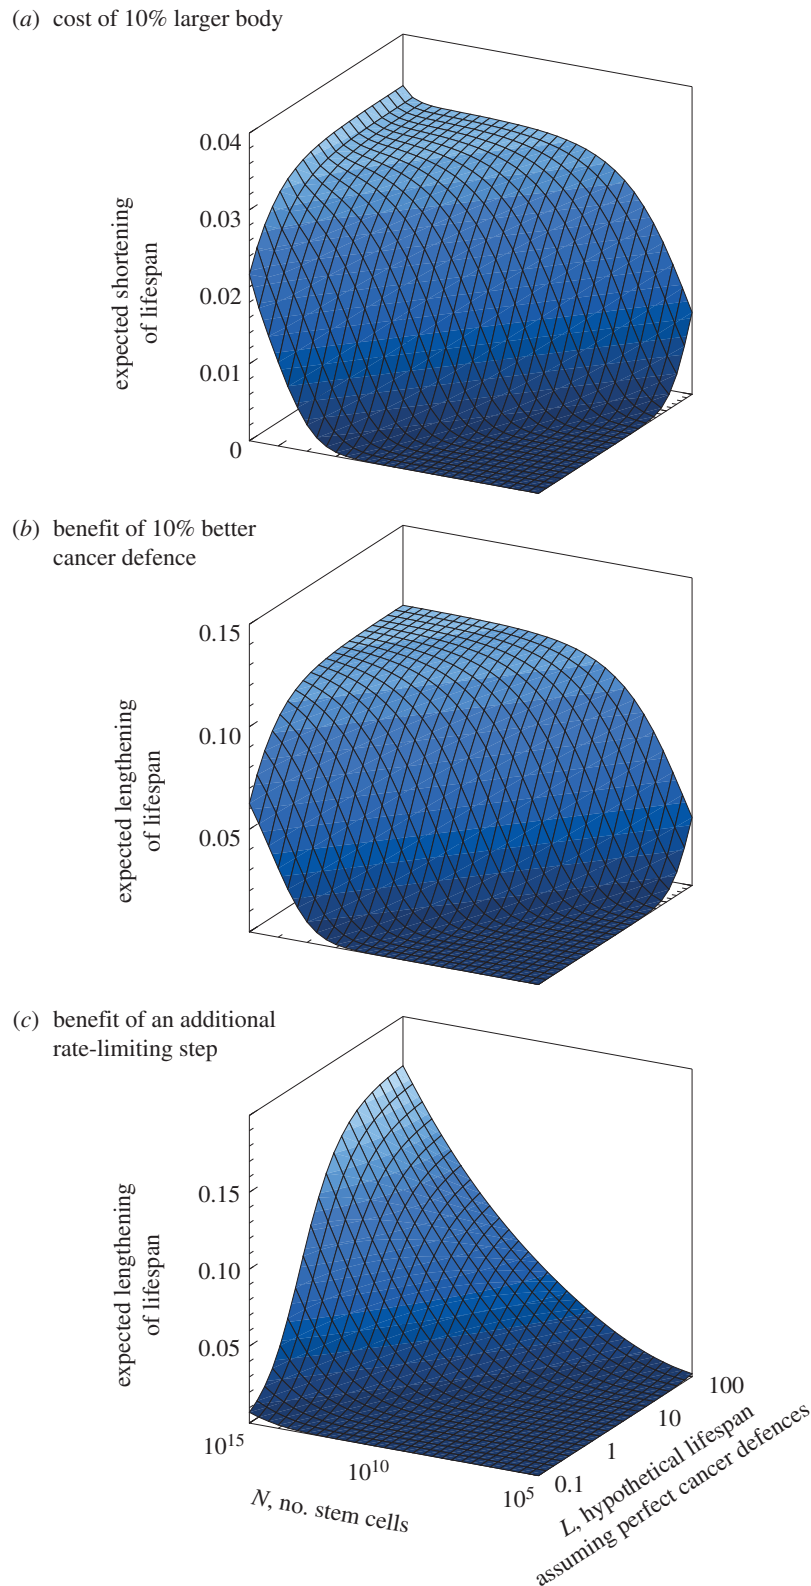 (a) cost of 10% larger body
0.04
0.03
0.02
0.01
0
expected shortening
of lifespan
(b) benefit of 10% better
cancer defence
0.15
0.10
0.05
expected lengthening
of lifespan
(c) benefit of an additional
rate-limiting step
0.15
0.10
0.05
expected lengthening
of lifespan
10¹⁵
10¹⁰
10⁵
N, no. stem cells
0.1
1
10
100
L, hypothetical lifespan
assuming perfect cancer defences